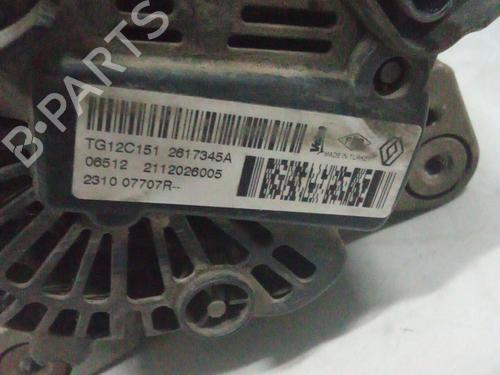 B-PARTS
MADE IN TURKEY
TG12C151 2617345A
06512 2112026005
2310 07707R--